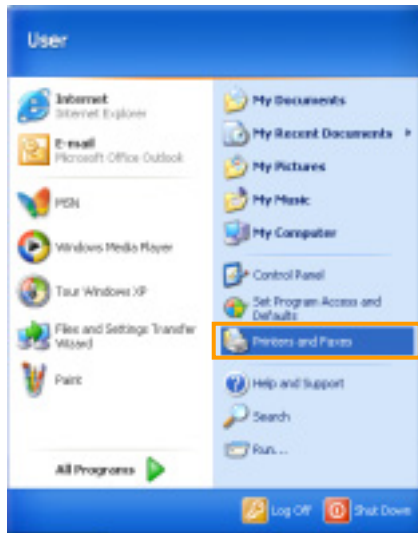 User
Internet
Internet Explorer
E-mail
Microsoft Office Outlook
MSN
Windows Media Player
Tour Windows XP
Files and Settings Transfer
Wizard
Paint
All Programs
My Documents
My Recent Documents
My Pictures
My Music
My Computer
Control Panel
Set Program Access and
Defaults
Printers and Faxes
Help and Support
Search
Run...
Log Off
Shut Down